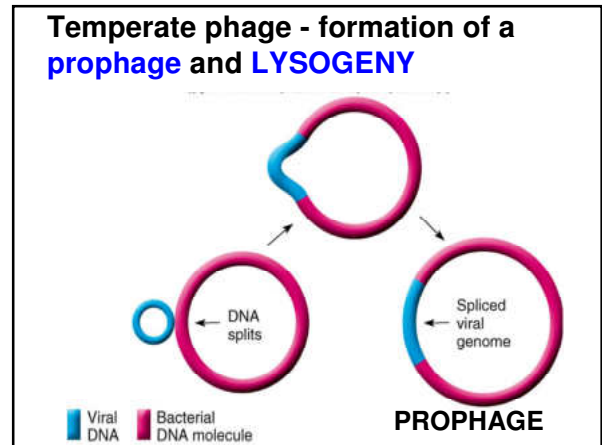 Temperate phage - formation of a
prophage and LYSOGENY
DNA
splits
Spliced
viral
genome
Viral
DNA
Bacterial
DNA molecule
PROPHAGE